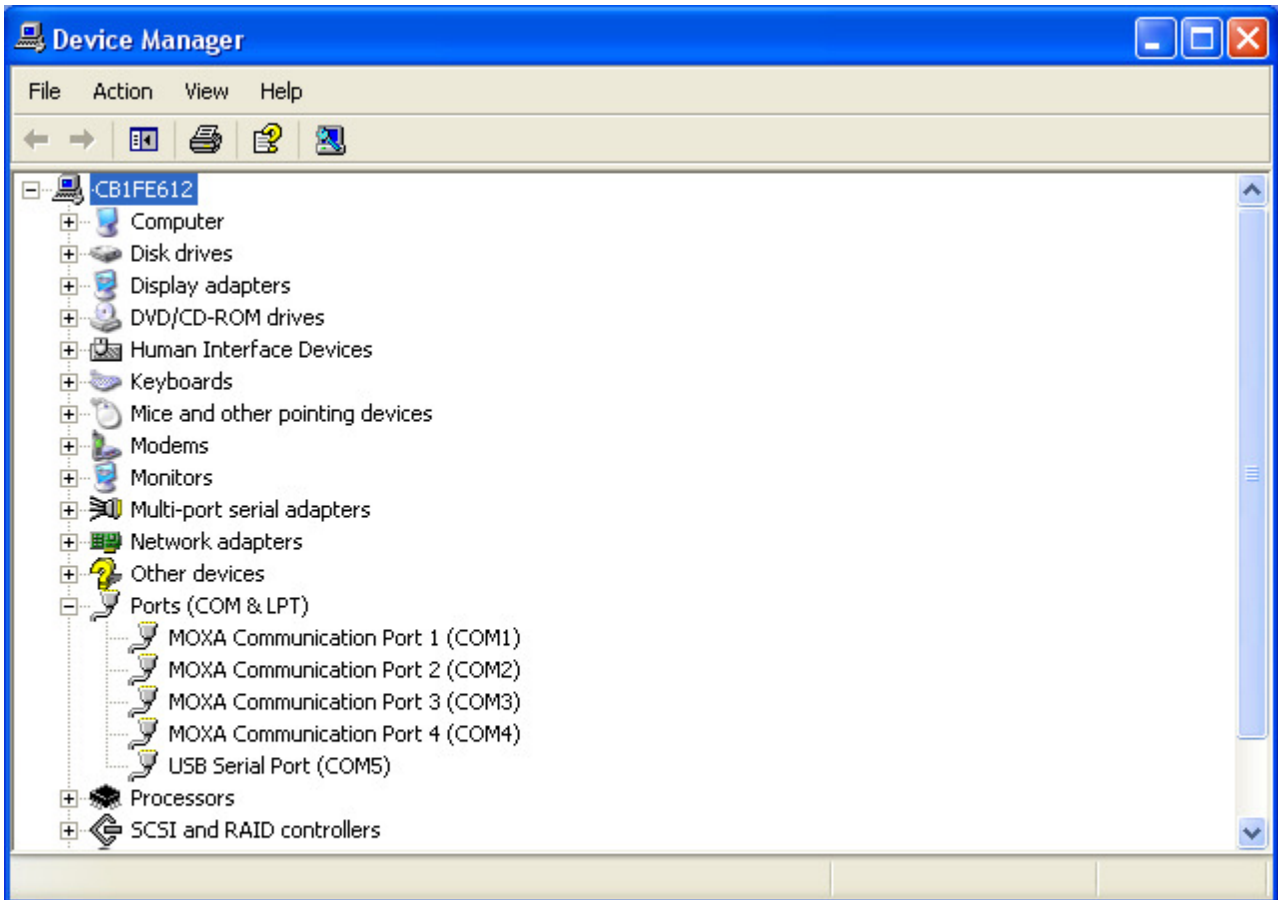 Device Manager
File Action View Help
-CB1FE612
Computer
Disk drives
Display adapters
DVD/CD-ROM drives
Human Interface Devices
Keyboards
Mice and other pointing devices
Modems
Monitors
Multi-port serial adapters
Network adapters
Other devices
Ports (COM & LPT)
MOXA Communication Port 1 (COM1)
MOXA Communication Port 2 (COM2)
MOXA Communication Port 3 (COM3)
MOXA Communication Port 4 (COM4)
USB Serial Port (COM5)
Processors
SCSI and RAID controllers